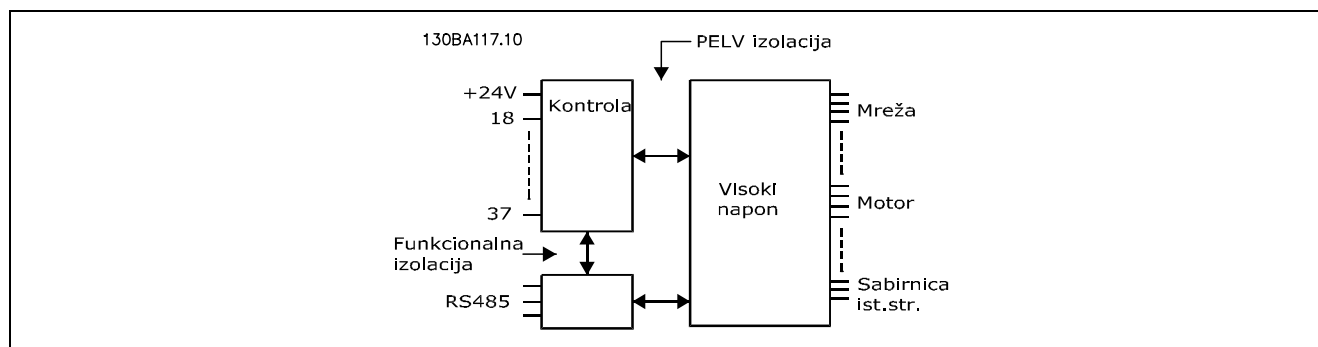 130BA117.10
PELV izolacija
+24V
18
37
Kontrola
VIsoki
napon
Mreža
Motor
Sabirnica
ist.str.
Funkcionalna
izolacija
RS485